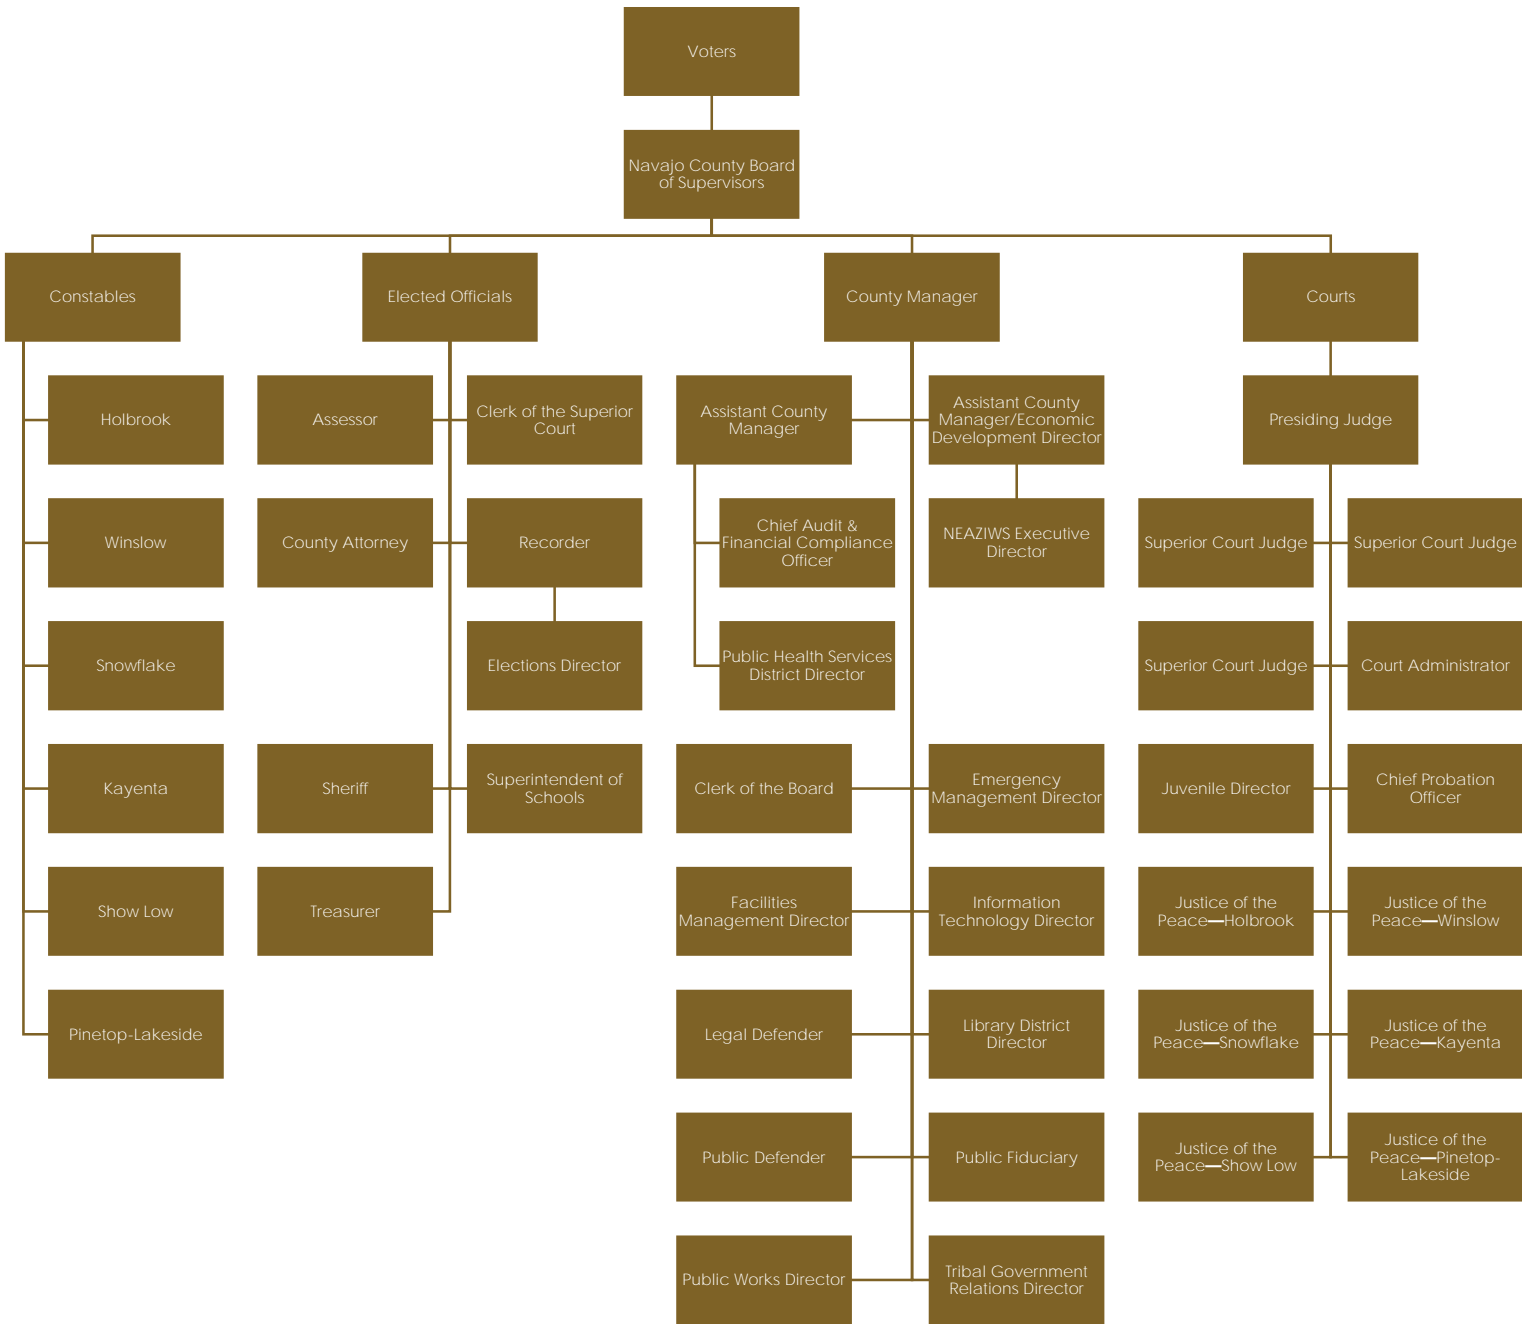 Voters
Navajo County Board
of Supervisors
Constables
Elected Officials
County Manager
Courts
Holbrook
Assessor
Clerk of the Superior
Court
Assistant County
Manager
Assistant County
Manager/Economic
Development Director
Presiding Judge
Winslow
County Attorney
Recorder
Chief Audit &
Financial Compliance
Officer
NEAZIWS Executive
Director
Superior Court Judge
Superior Court Judge
Snowflake
Elections Director
Public Health Services
District Director
Superior Court Judge
Court Administrator
Kayenta
Sheriff
Superintendent of
Schools
Clerk of the Board
Emergency
Management Director
Juvenile Director
Chief Probation
Officer
Show Low
Treasurer
Facilities
Management Director
Information
Technology Director
Justice of the
Peace—Holbrook
Justice of the
Peace—Winslow
Pinetop-Lakeside
Legal Defender
Library District
Director
Justice of the
Peace—Snowflake
Justice of the
Peace—Kayenta
Public Defender
Public Fiduciary
Justice of the
Peace—Show Low
Justice of the
Peace—Pinetop-
Lakeside
Public Works Director
Tribal Government
Relations Director